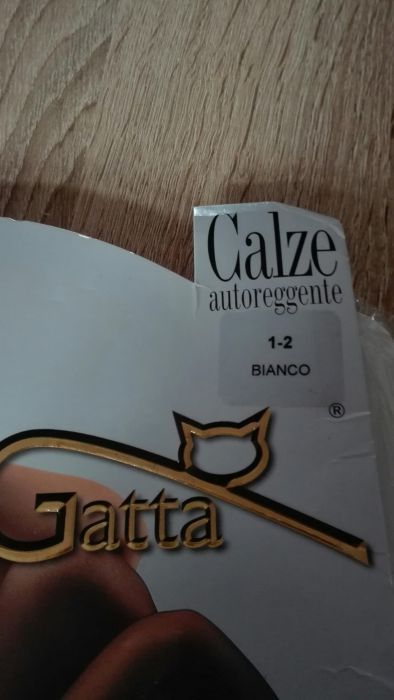 Calze
autoreggente
1-2
BIANCO
®
Gatta